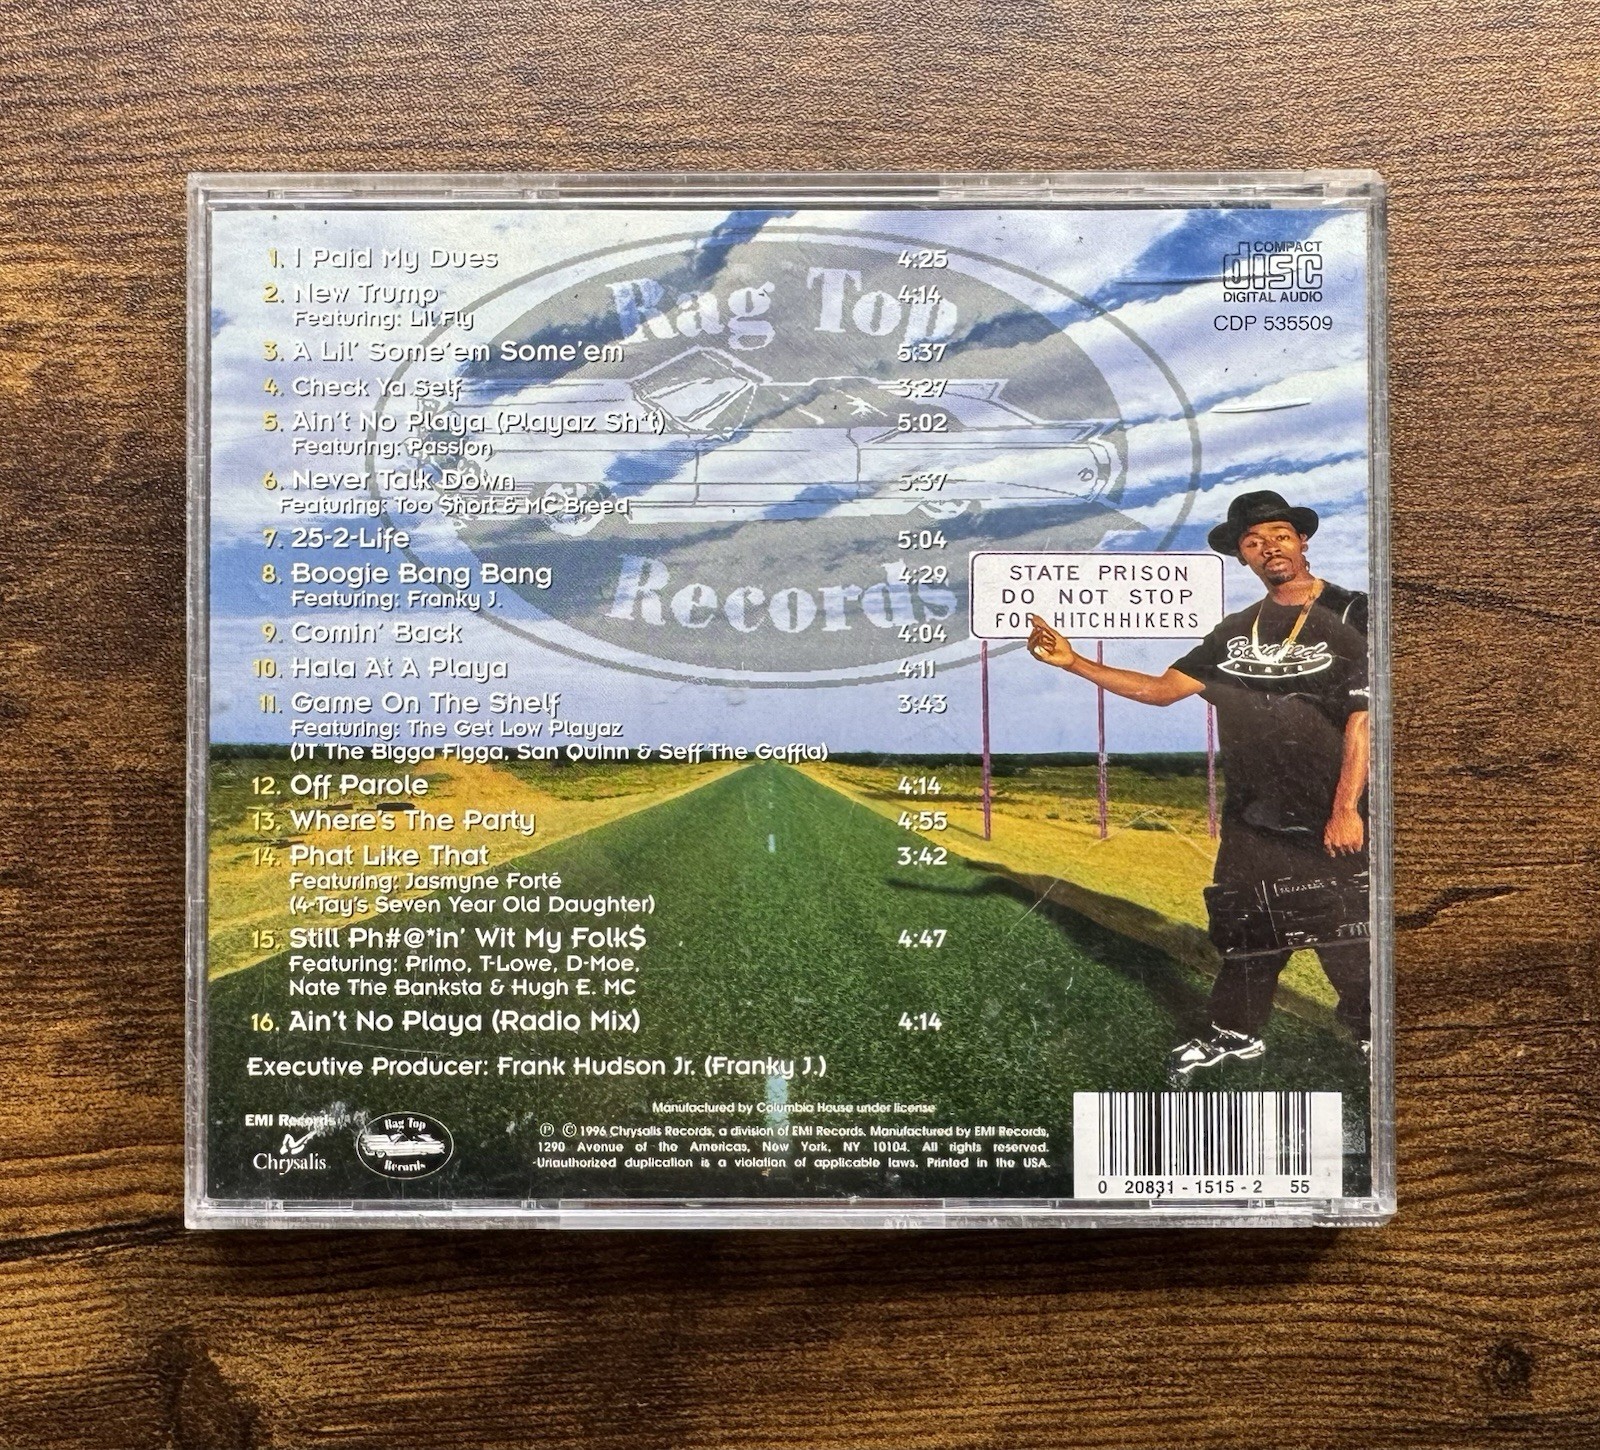 1. I Paid My Dues 4:25
2. New Trump 4:14
Featuring: Lil Fly
3. A Lil' Some'em Some'em 5:37
4. Check Ya Self 3:27
5. Ain't No Playa (Playaz Sh*t) 5:02
Featuring: Passion
6. Never Talk Down 5:37
Featuring: Too $hort & MC Breed
7. 25-2-Life 5:04
8. Boogie Bang Bang 4:29
Featuring: Franky J.
9. Comin' Back 4:04
10. Hala At A Playa 4:11
11. Game On The Shelf 3:43
Featuring: The Get Low Playaz
(JT The Bigga Figga, San Quinn & Seff The Gaffla)
12. Off Parole 4:14
13. Where's The Party 4:55
14. Phat Like That 3:42
Featuring: Jasmyne Forté
(4-Tay's Seven Year Old Daughter)
15. Still Ph#@*in' Wit My Folk$ 4:47
Featuring: Primo, T-Lowe, D-Moe,
Nate The Banksta & Hugh E. MC
16. Ain't No Playa (Radio Mix) 4:14
Executive Producer: Frank Hudson Jr. (Franky J.)
Rag Top
Records
COMPACT
disc
DIGITAL AUDIO
CDP 535509
STATE PRISON
DO NOT STOP
FOR HITCHHIKERS
PLAYA
EMI Records
Chrysalis
Rag Top
Records
Manufactured by Columbia House under license
Ⓟ © 1996 Chrysalis Records, a division of EMI Records. Manufactured by EMI Records,
1290 Avenue of the Americas, New York, NY 10104. All rights reserved.
Unauthorized duplication is a violation of applicable laws. Printed in the USA.
0 20831-1515-2 55